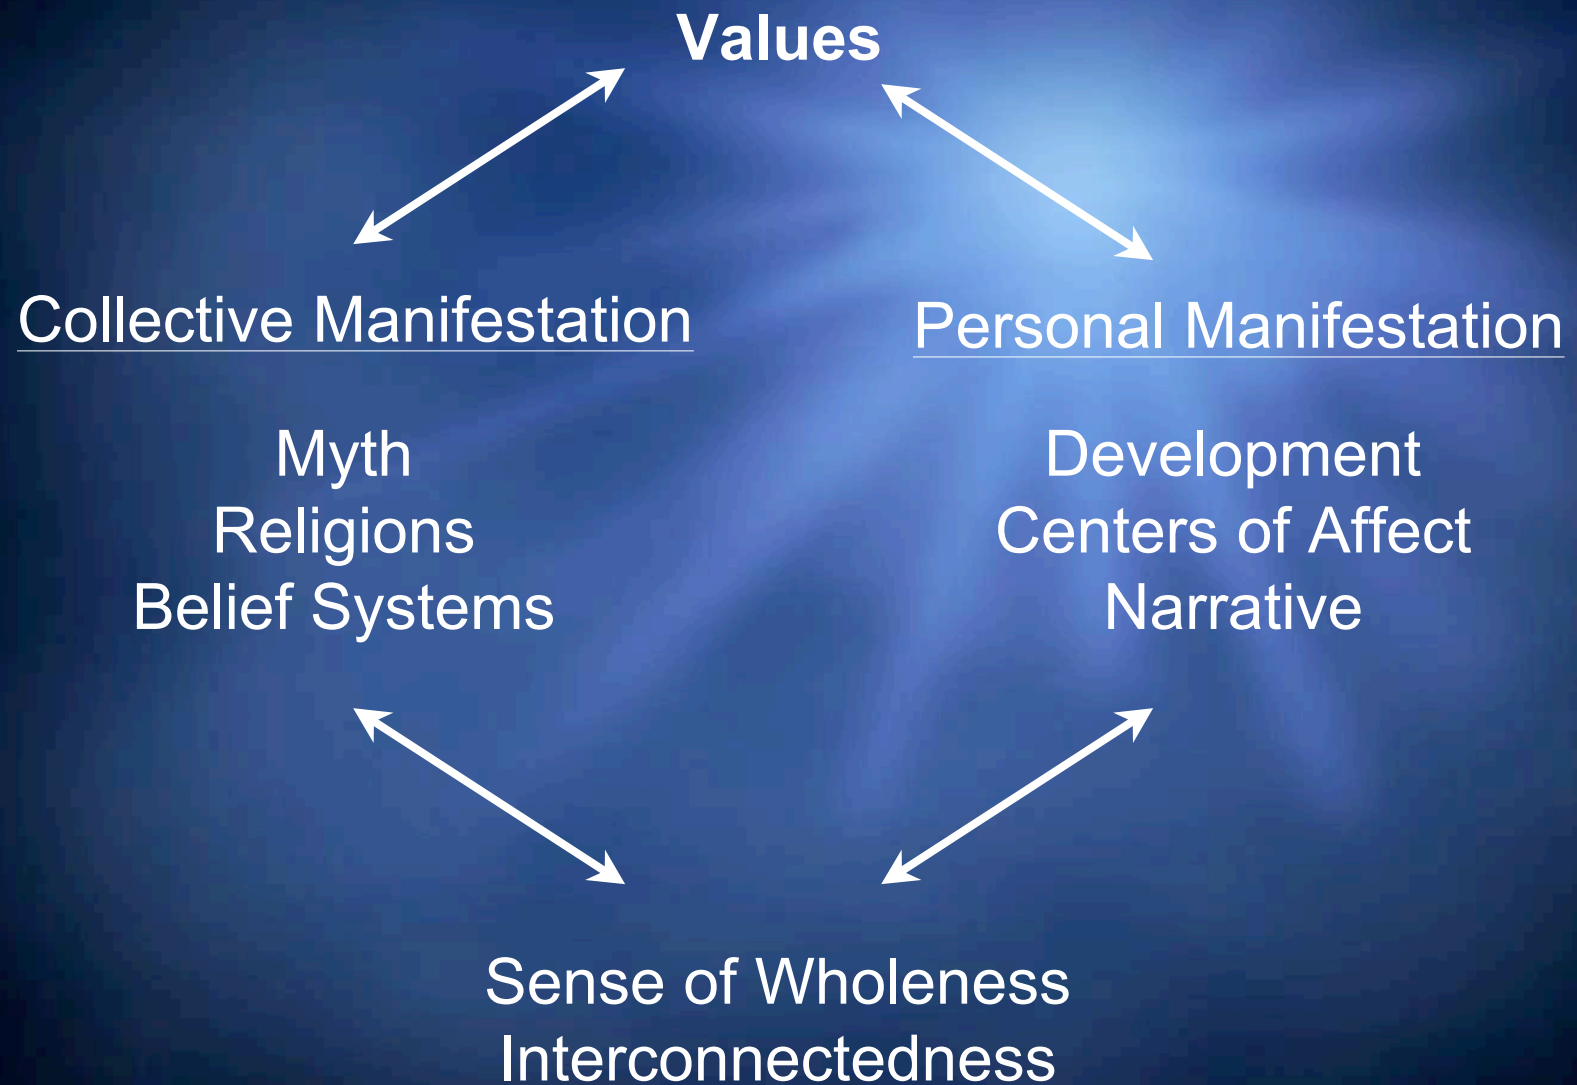 Values
Collective Manifestation
Myth
Religions
Belief Systems
Personal Manifestation
Development
Centers of Affect
Narrative
Sense of Wholeness
Interconnectedness